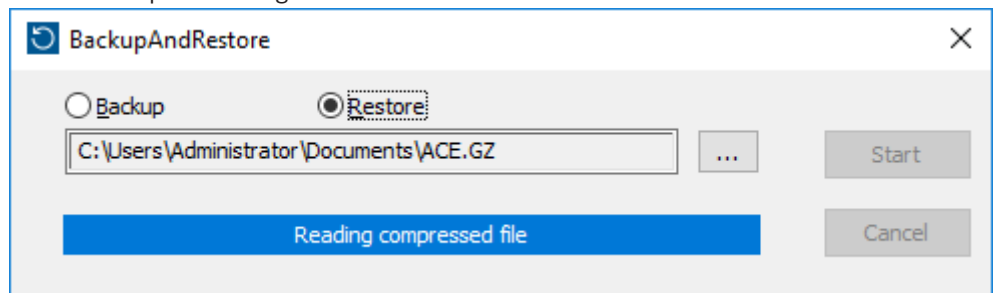 BackupAndRestore
Backup Restore
C:\Users\Administrator\Documents\ACE.GZ ... Start
Reading compressed file Cancel